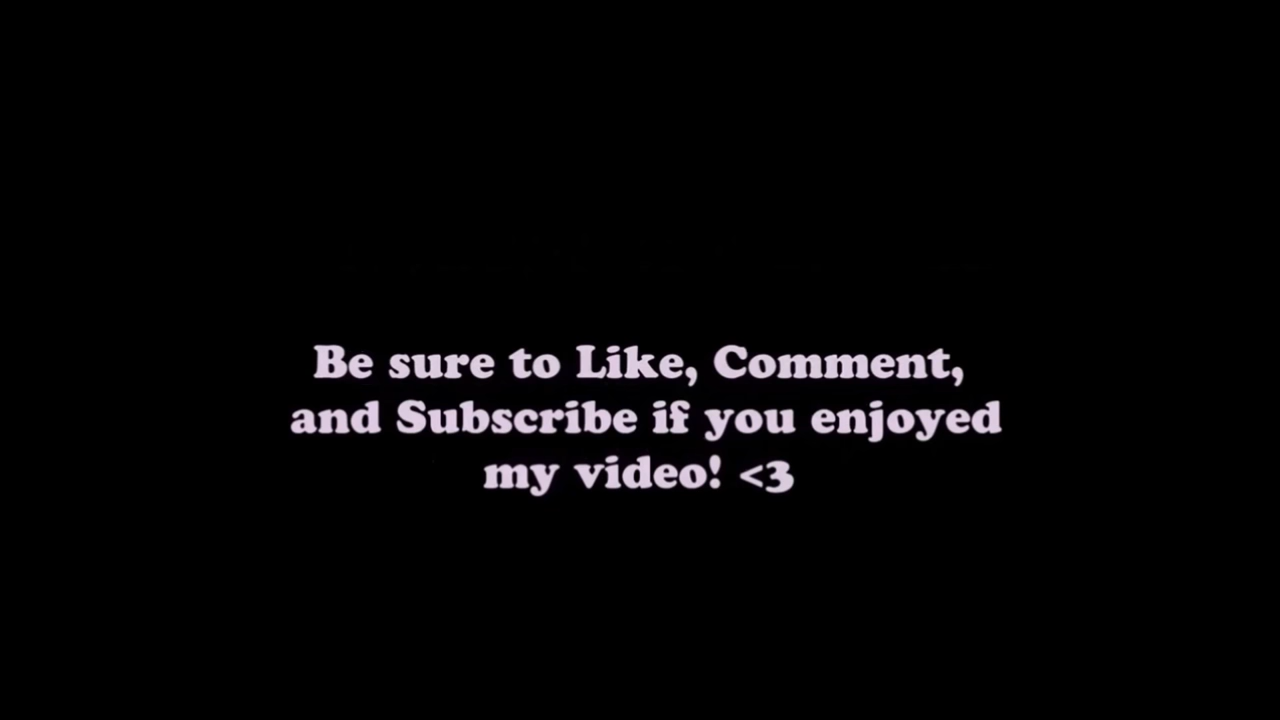 Be sure to Like, Comment,
and Subscribe if you enjoyed
my video! <3